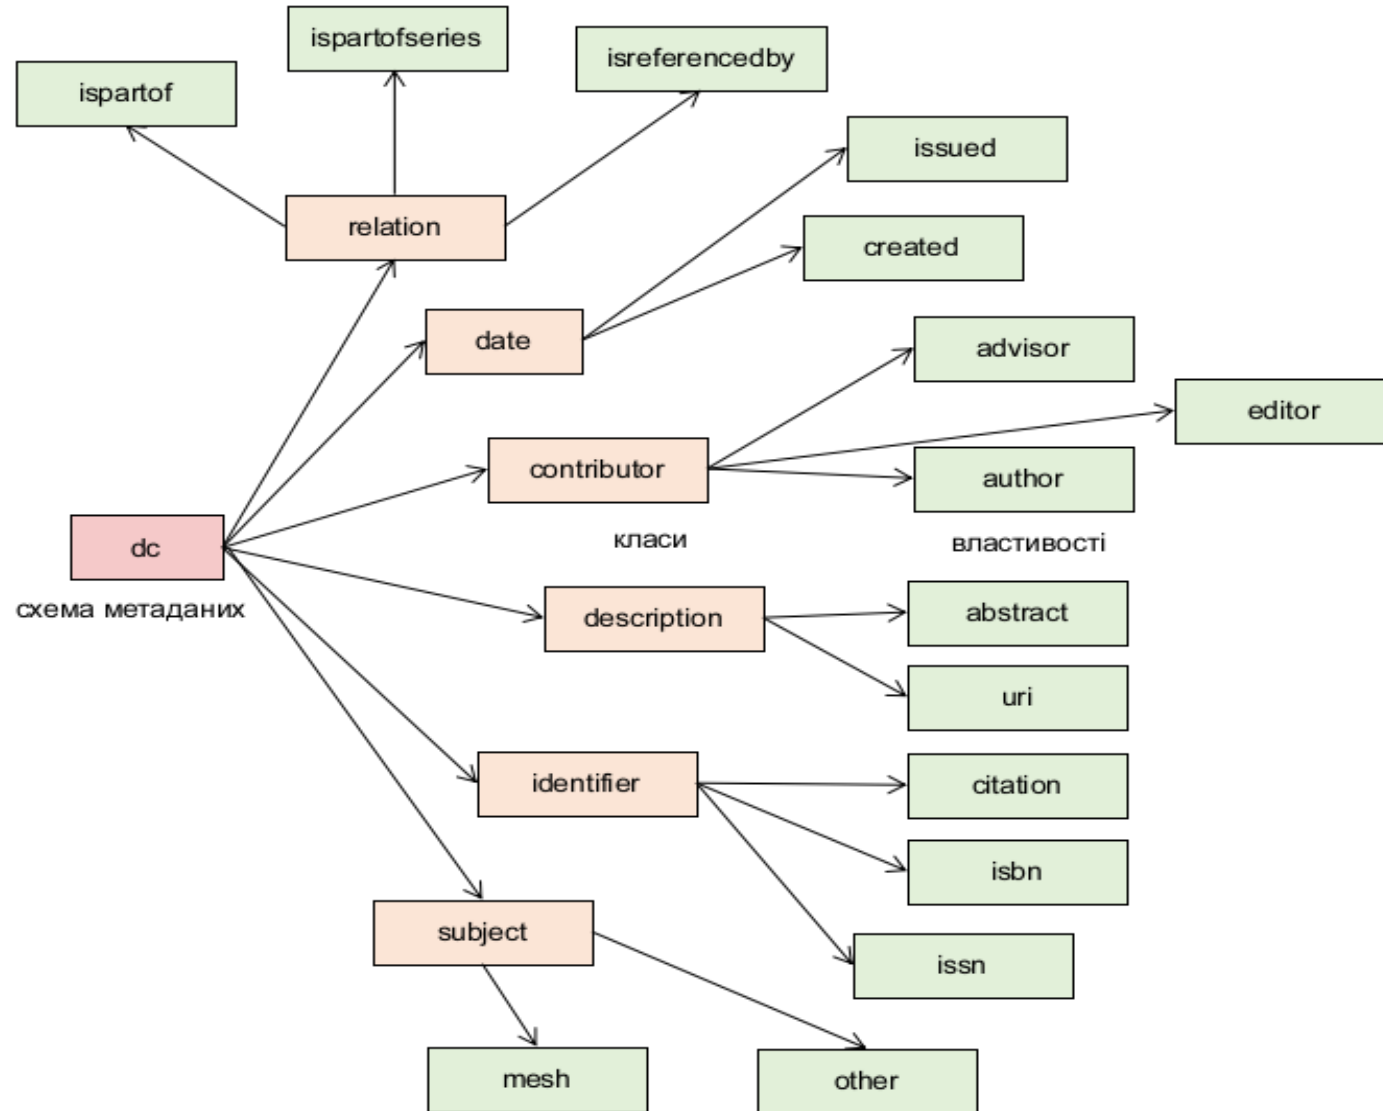 ispartofseries
isreferencedby
ispartof
issued
relation
created
date
advisor
editor
contributor
author
класи
властивості
dc
схема метаданих
abstract
description
uri
identifier
citation
isbn
subject
issn
mesh
other